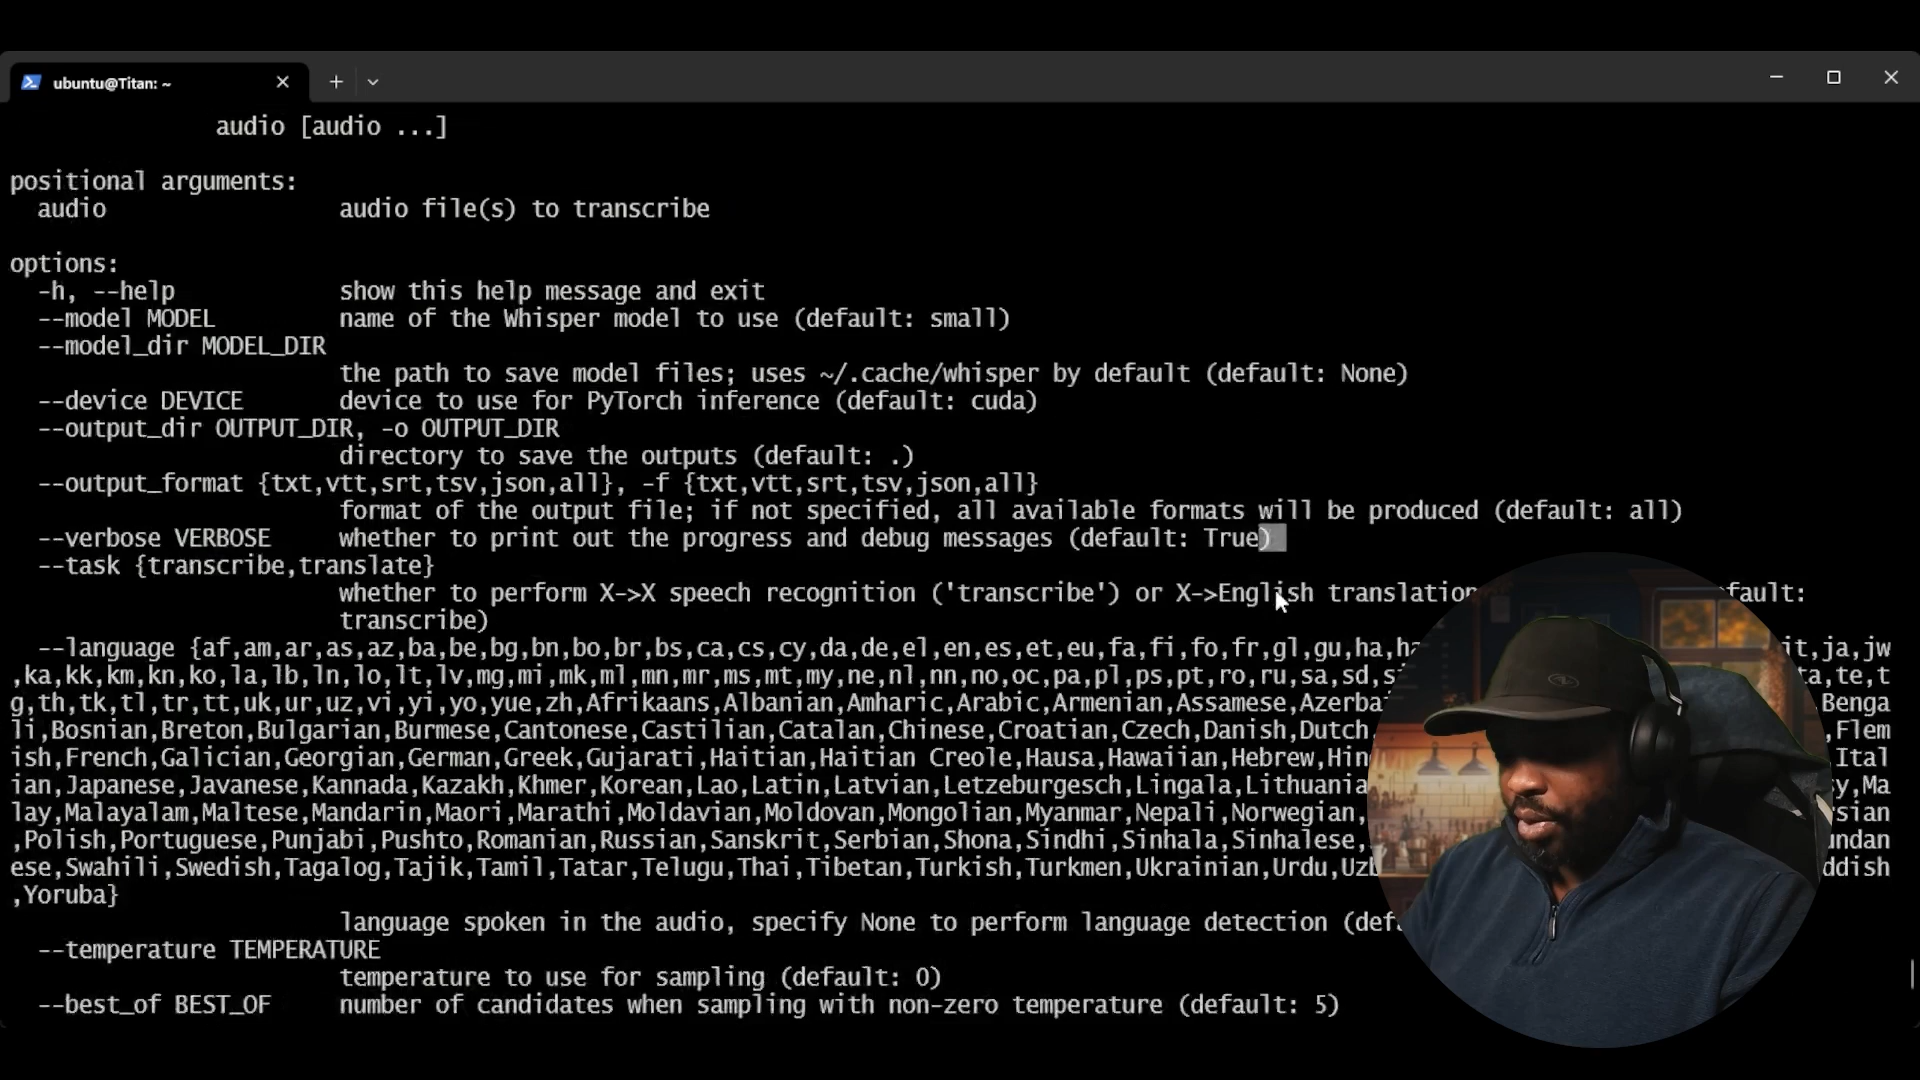 ubuntu@Titan: ~
audio [audio ...]
positional arguments:
audio audio file(s) to transcribe
options:
-h, --help show this help message and exit
--model MODEL name of the Whisper model to use (default: small)
--model_dir MODEL_DIR
the path to save model files; uses ~/.cache/whisper by default (default: None)
--device DEVICE device to use for PyTorch inference (default: cuda)
--output_dir OUTPUT_DIR, -o OUTPUT_DIR
directory to save the outputs (default: .)
--output_format {txt,vtt,srt,tsv,json,all}, -f {txt,vtt,srt,tsv,json,all}
format of the output file; if not specified, all available formats will be produced (default: all)
--verbose VERBOSE whether to print out the progress and debug messages (default: True)
--task {transcribe,translate}
whether to perform X->X speech recognition ('transcribe') or X->English translation
transcribe)
--language {af,am,ar,as,az,ba,be,bg,bn,bo,br,bs,ca,cs,cy,da,de,el,en,es,et,eu,fa,fi,fo,fr,gl,gu,ha, it,ja,jw
,ka,kk,km,kn,ko,la,lb,ln,lo,lt,lv,mg,mi,mk,ml,mn,mr,ms,mt,my,ne,nl,nn,no,oc,pa,pl,ps,pt,ro,ru,sa,sd, ta,te,t
g,th,tk,tl,tr,tt,uk,ur,uz,vi,yi,yo,yue,zh,Afrikaans,Albanian,Amharic,Arabic,Armenian,Assamese, ,Benga
li,Bosnian,Breton,Bulgarian,Burmese,Cantonese,Castilian,Catalan,Chinese,Croatian,Czech,Danish,Dutch, ,Flem
ish,French,Galician,Georgian,German,Greek,Gujarati,Haitian,Haitian Creole,Hausa,Hawaiian,Hebrew, ,Ital
ian,Japanese,Javanese,Kannada,Kazakh,Khmer,Korean,Lao,Latin,Latvian,Letzeburgesch,Lingala, ,Ma
lay,Malayalam,Maltese,Mandarin,Maori,Marathi,Moldavian,Moldovan,Mongolian,Myanmar,Nepali,Norwegian,
,Polish,Portuguese,Punjabi,Pushto,Romanian,Russian,Sanskrit,Serbian,Shona,Sindhi,Sinhala,Sinhalese,
ese,Swahili,Swedish,Tagalog,Tajik,Tamil,Tatar,Telugu,Thai,Tibetan,Turkish,Turkmen,Ukrainian,Urdu,
,Yoruba}
language spoken in the audio, specify None to perform language detection
--temperature TEMPERATURE
temperature to use for sampling (default: 0)
--best_of BEST_OF number of candidates when sampling with non-zero temperature (default: 5)